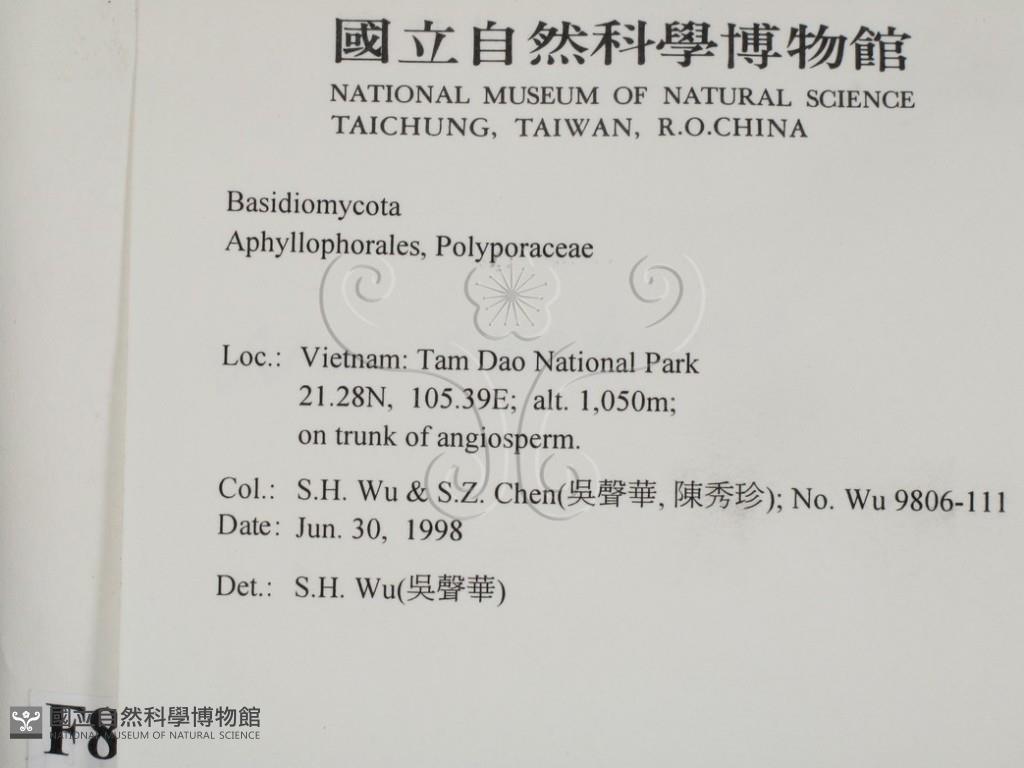 國立自然科學博物館
NATIONAL MUSEUM OF NATURAL SCIENCE
TAICHUNG, TAIWAN, R.O.CHINA
Basidiomycota
Aphyllophorales, Polyporaceae
Loc.: Vietnam: Tam Dao National Park
21.28N, 105.39E; alt. 1,050m;
on trunk of angiosperm.
Col.: S.H. Wu & S.Z. Chen(吳聲華, 陳秀珍); No. Wu 9806-111
Date: Jun. 30, 1998
Det.: S.H. Wu(吳聲華)
國立自然科學博物館
NATIONAL MUSEUM OF NATURAL SCIENCE
F8